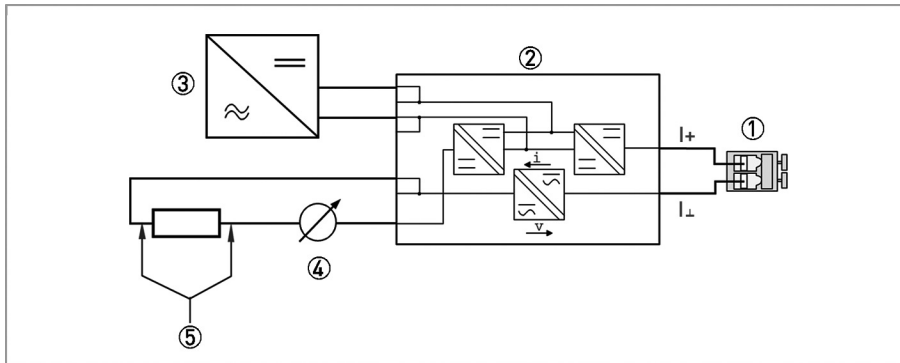 ②
③
①
I+
i
I⊥
v
④
⑤